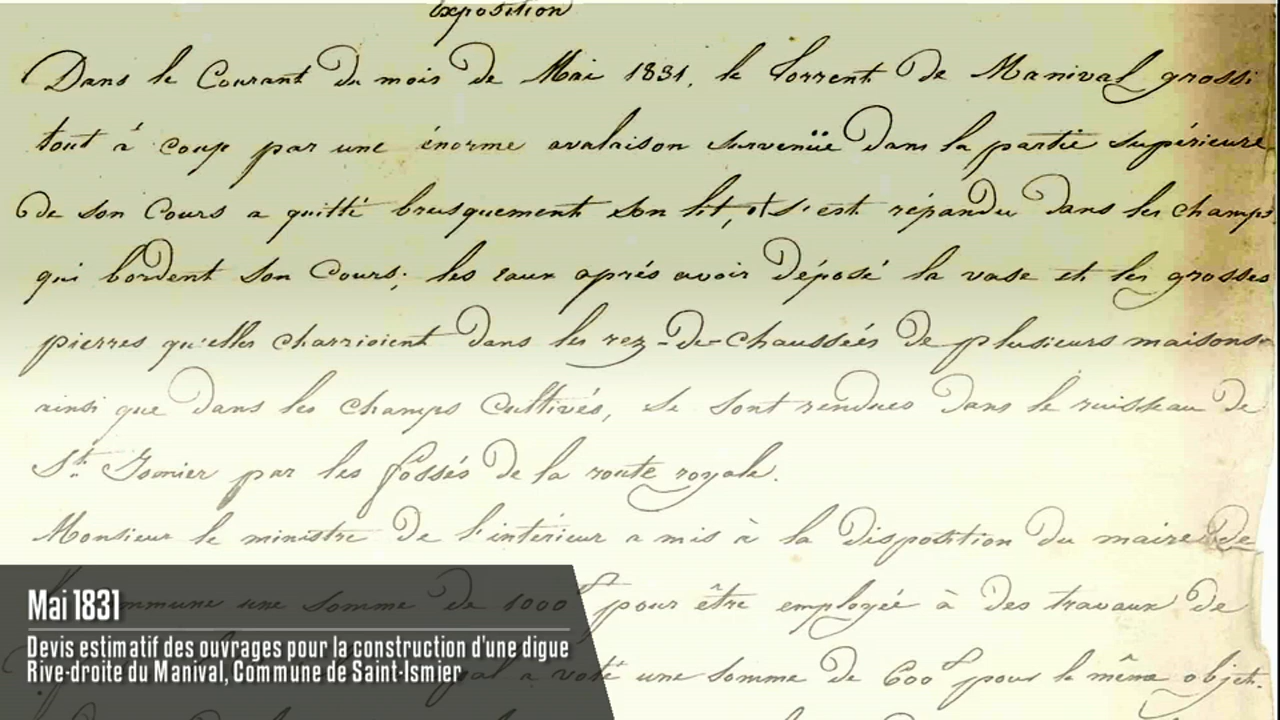 Exposition
Dans le Courant du mois de Mai 1831, le Torrent de Manival grossi
tout à coup par une énorme avalaison survenüe Dans la partie supérieure
de son Cours a quitté brusquement son lit, et s'est répandu Dans les champs
qui bordent son Cours; les eaux aprés avoir Déposé la vase et les grosses
pierres qu'elles charrioient Dans les rez-De-chaussées De plusieurs maisons
ainsi que Dans les champs Cultivés, se sont rendues Dans le ruisseau De
St. Ismier par les fossés De la route royale.
Monsieur le ministre De l'intérieur a mis à la Disposition Du maire De
mmune une somme De 1000 f pour être employée à Des travaux De
a voté une somme De 600 f pour le même objet.
Mai 1831
Devis estimatif des ouvrages pour la construction d'une digue
Rive-droite du Manival, Commune de Saint-Ismier